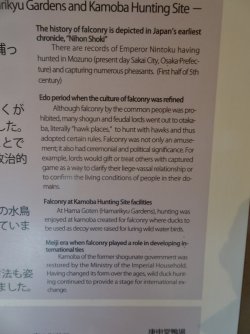 rikyu Gardens and Kamoba Hunting Site —
The history of falconry is depicted in Japan's earliest
chronicle, "Nihon Shoki"
There are records of Emperor Nintoku having
hunted in Mozuno (present day Sakai City, Osaka Prefec-
ture) and capturing numerous pheasants. (First half of 5th
century)
Edo period when the culture of falconry was refined
Although falconry by the common people was pro-
hibited, many shogun and feudal lords went out to otaka-
ba, literally "hawk places," to hunt with hawks and thus
adopted certain rules. Falconry was not only an amuse-
ment; it also had ceremonial and political significance. For
example, lords would gift or treat others with captured
game as a way to clarify their liege-vassal relationship or
to confirm the living conditions of people in their do-
mains.
Falconry at Kamoba Hunting Site facilities
At Hama Goten (Hamarikyu Gardens), hunting was
enjoyed at kamoba created for falconry where ducks to
be used as decoy were raised for luring wild water birds.
Meiji era when falconry played a role in developing in-
ternational ties
Kamoba of the former shogunate government was
restored by the Ministry of the Imperial Household.
Having changed its form over the ages, wild duck hunt-
ing continued to provide a stage for international ex-
change.
捕っ
くが
した。
とで
政治的
の水鳥
ていま
法も姿
ました。